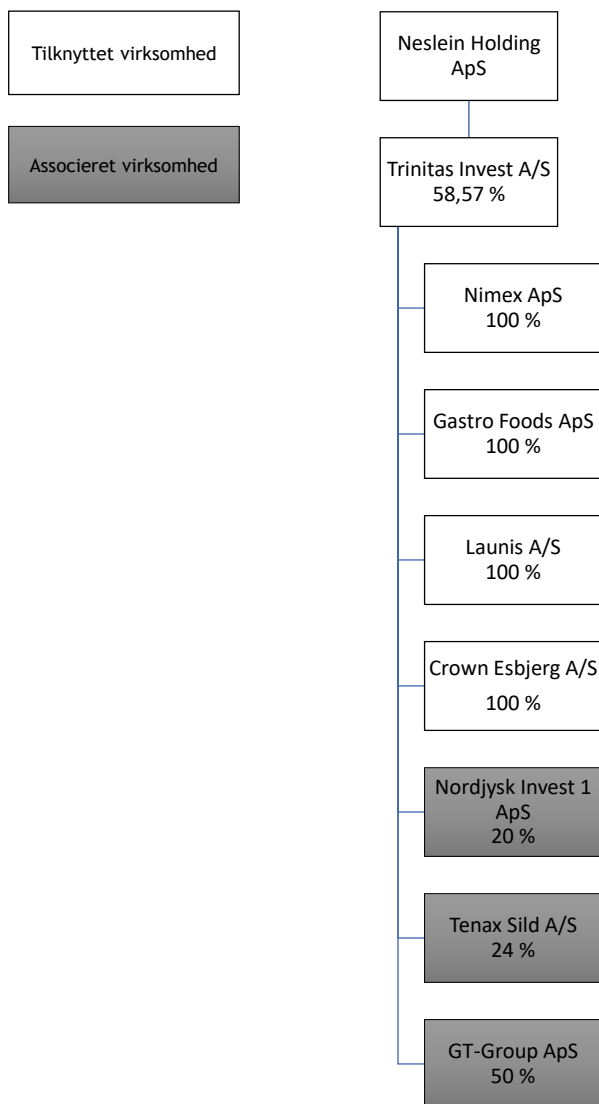 Tilknyttet virksomhed
Associeret virksomhed
Neslein Holding
ApS
Trinitas Invest A/S
58,57 %
Nimex ApS
100 %
Gastro Foods ApS
100 %
Launis A/S
100 %
Crown Esbjerg A/S
100 %
Nordjysk Invest 1
ApS
20 %
Tenax Sild A/S
24 %
GT-Group ApS
50 %